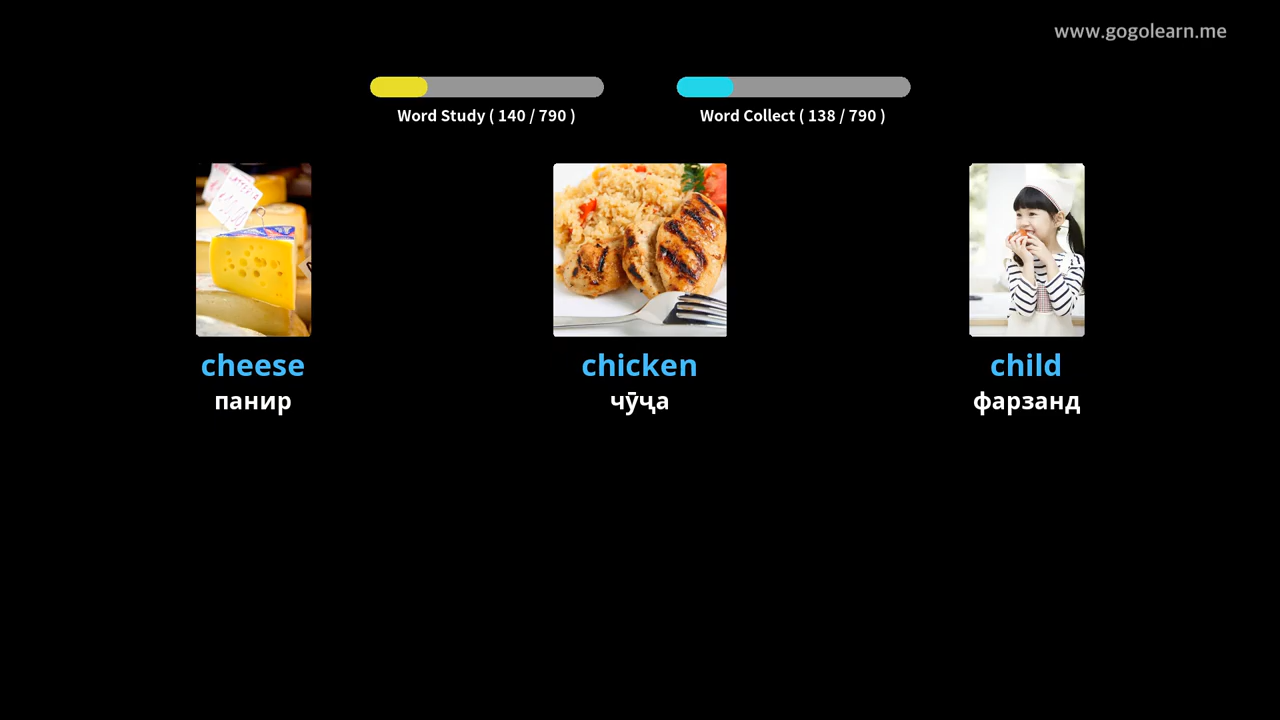 www.gogolearn.me
Word Study ( 140 / 790 )
Word Collect ( 138 / 790 )
cheese
chicken
child
панир
чӯҷа
фарзанд